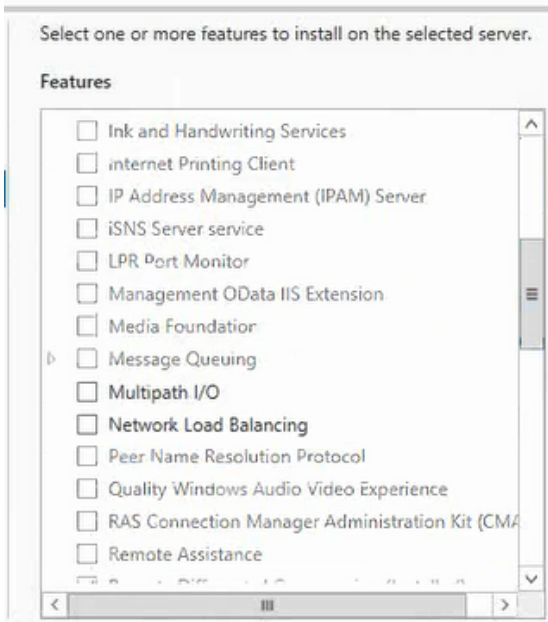 Select one or more features to install on the selected server.
Features
Ink and Handwriting Services
Internet Printing Client
IP Address Management (IPAM) Server
iSNS Server service
LPR Port Monitor
Management OData IIS Extension
Media Foundation
Message Queuing
Multipath I/O
Network Load Balancing
Peer Name Resolution Protocol
Quality Windows Audio Video Experience
RAS Connection Manager Administration Kit (CMA
Remote Assistance